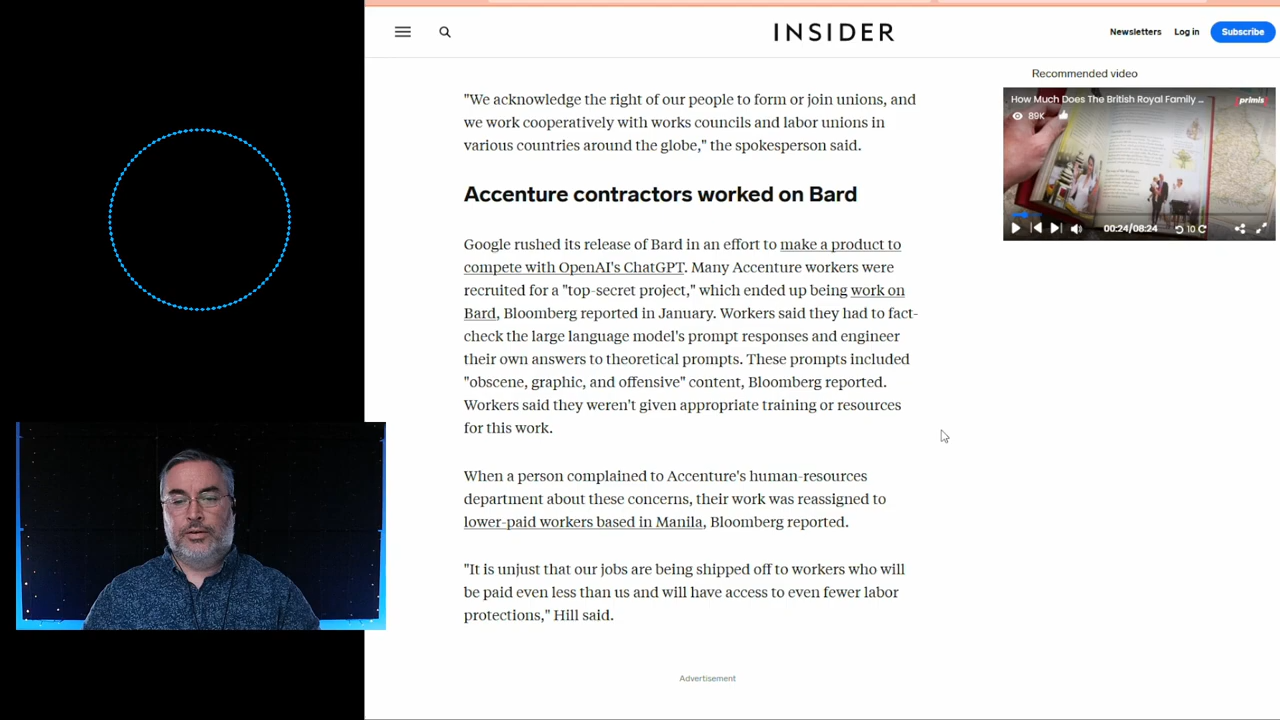 INSIDER
Newsletters
Log in
Subscribe
"We acknowledge the right of our people to form or join unions, and
we work cooperatively with works councils and labor unions in
various countries around the globe," the spokesperson said.
Accenture contractors worked on Bard
Google rushed its release of Bard in an effort to make a product to
compete with OpenAI's ChatGPT. Many Accenture workers were
recruited for a "top-secret project," which ended up being work on
Bard, Bloomberg reported in January. Workers said they had to fact-
check the large language model's prompt responses and engineer
their own answers to theoretical prompts. These prompts included
"obscene, graphic, and offensive" content, Bloomberg reported.
Workers said they weren't given appropriate training or resources
for this work.
When a person complained to Accenture's human-resources
department about these concerns, their work was reassigned to
lower-paid workers based in Manila, Bloomberg reported.
"It is unjust that our jobs are being shipped off to workers who will
be paid even less than us and will have access to even fewer labor
protections," Hill said.
Advertisement
Recommended video
How Much Does The British Royal Family ...
primis
89K
00:24/08:24
10